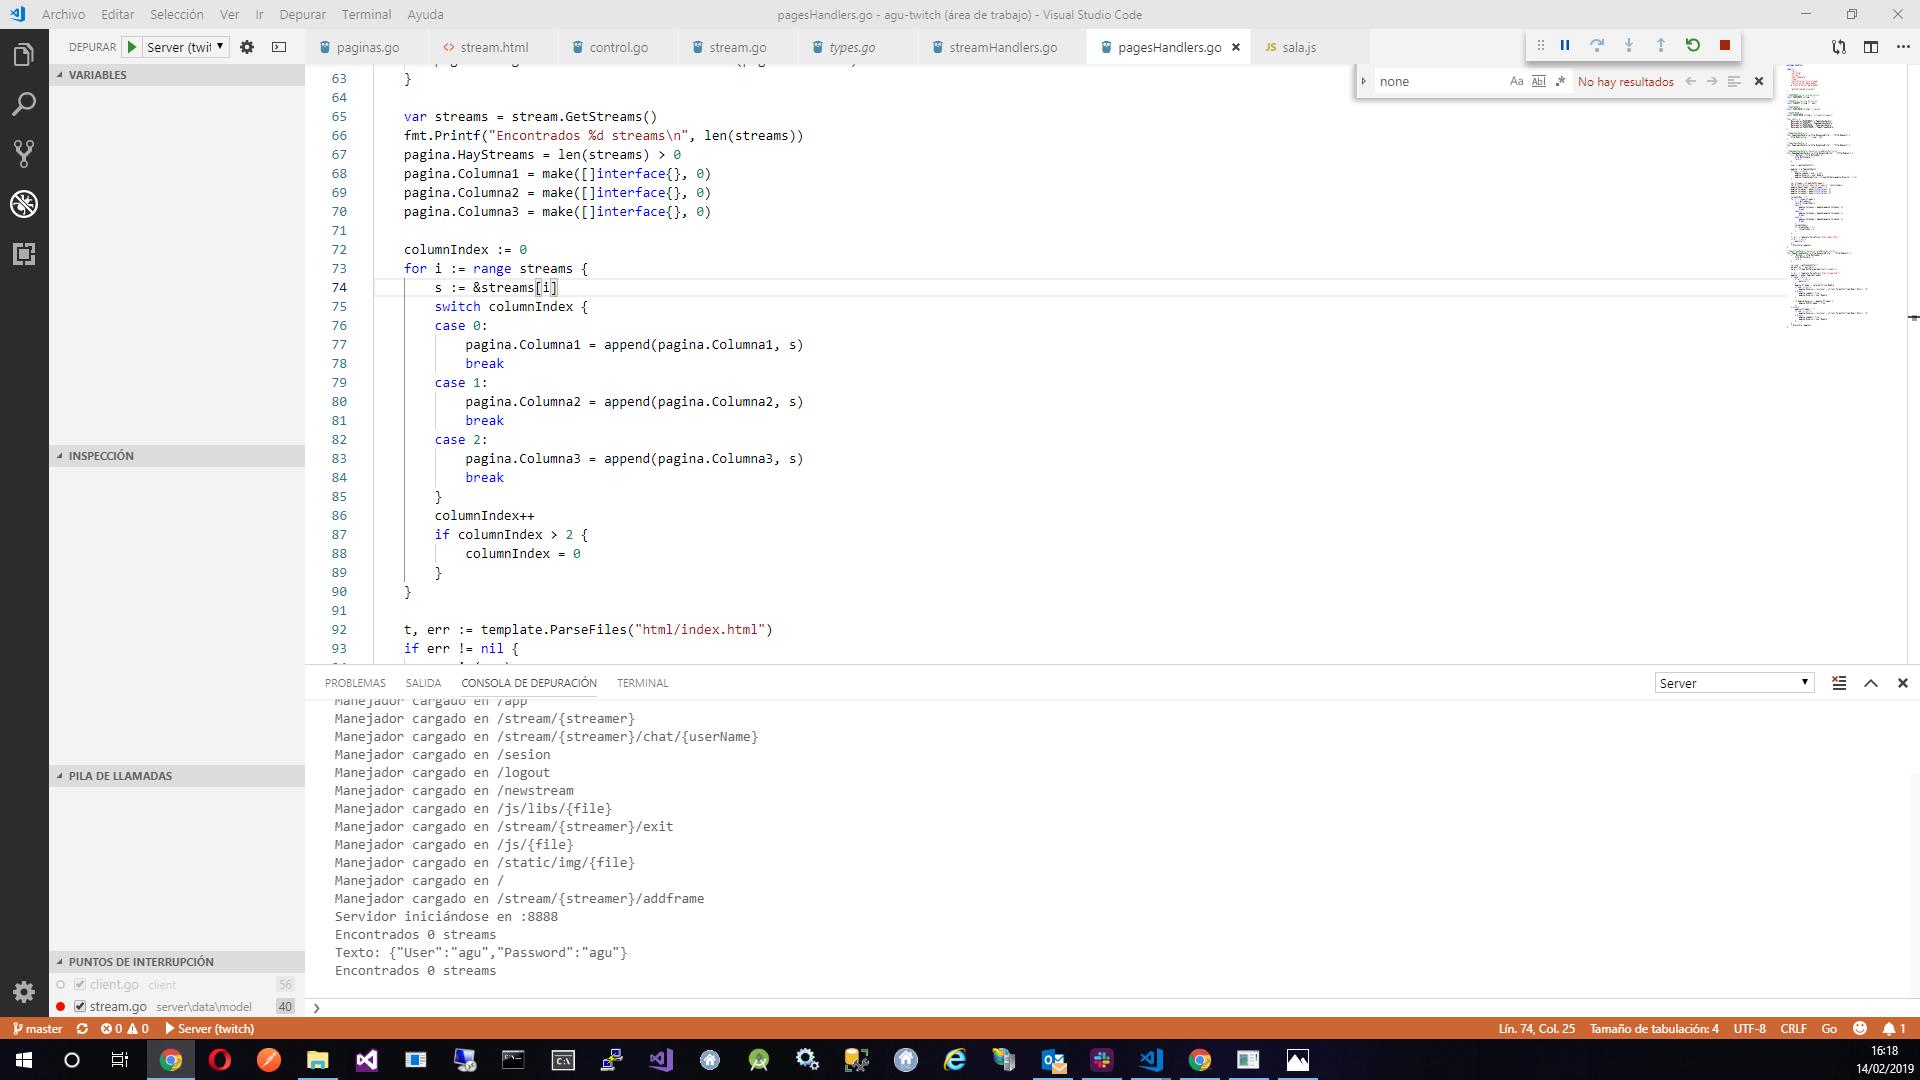 Archivo Editar Selección Ver Ir Depurar Terminal Ayuda
pagesHandlers.go - agu-twitch (área de trabajo) - Visual Studio Code
DEPURAR Server (twit
paginas.go stream.html control.go stream.go types.go streamHandlers.go pagesHandlers.go JS sala.js
VARIABLES
none Aa Abl No hay resultados
63 }
64
65 var streams = stream.GetStreams()
66 fmt.Printf("Encontrados %d streams\n", len(streams))
67 pagina.HayStreams = len(streams) > 0
68 pagina.Columna1 = make([]interface{}, 0)
69 pagina.Columna2 = make([]interface{}, 0)
70 pagina.Columna3 = make([]interface{}, 0)
71
72 columnIndex := 0
73 for i := range streams {
74 s := &streams[i]
75 switch columnIndex {
76 case 0:
77 pagina.Columna1 = append(pagina.Columna1, s)
78 break
79 case 1:
80 pagina.Columna2 = append(pagina.Columna2, s)
81 break
82 case 2:
83 pagina.Columna3 = append(pagina.Columna3, s)
84 break
85 }
86 columnIndex++
87 if columnIndex > 2 {
88 columnIndex = 0
89 }
90 }
91
92 t, err := template.ParseFiles("html/index.html")
93 if err != nil {
INSPECCIÓN
PILA DE LLAMADAS
PUNTOS DE INTERRUPCIÓN
client.go client 56
stream.go server\data\model 40
PROBLEMAS SALIDA CONSOLA DE DEPURACIÓN TERMINAL
Server
Manejador cargado en /app
Manejador cargado en /stream/{streamer}
Manejador cargado en /stream/{streamer}/chat/{userName}
Manejador cargado en /sesion
Manejador cargado en /logout
Manejador cargado en /newstream
Manejador cargado en /js/libs/{file}
Manejador cargado en /stream/{streamer}/exit
Manejador cargado en /js/{file}
Manejador cargado en /static/img/{file}
Manejador cargado en /
Manejador cargado en /stream/{streamer}/addframe
Servidor iniciándose en :8888
Encontrados 0 streams
Texto: {"User":"agu","Password":"agu"}
Encontrados 0 streams
master 0 0 Server (twitch)
Lín. 74, Col. 25 Tamaño de tabulación: 4 UTF-8 CRLF Go 1
16:18
14/02/2019